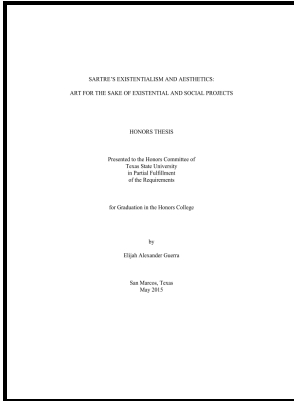 SARTRE'S EXISTENTIALISM AND AESTHETICS:
ART FOR THE SAKE OF EXISTENTIAL AND SOCIAL PROJECTS
HONORS THESIS
Presented to the Honors Committee of
Texas State University
in Partial Fulfillment
of the Requirements
for Graduation in the Honors College
by
Elijah Alexander Guerra
San Marcos, Texas
May 2015